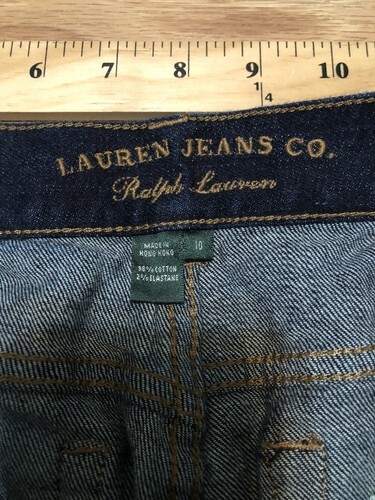 6 7 8 9 10
1
4
LAUREN JEANS CO.
Ralph Lauren
MADE IN
HONG KONG
10
98% COTTON
2% ELASTANE